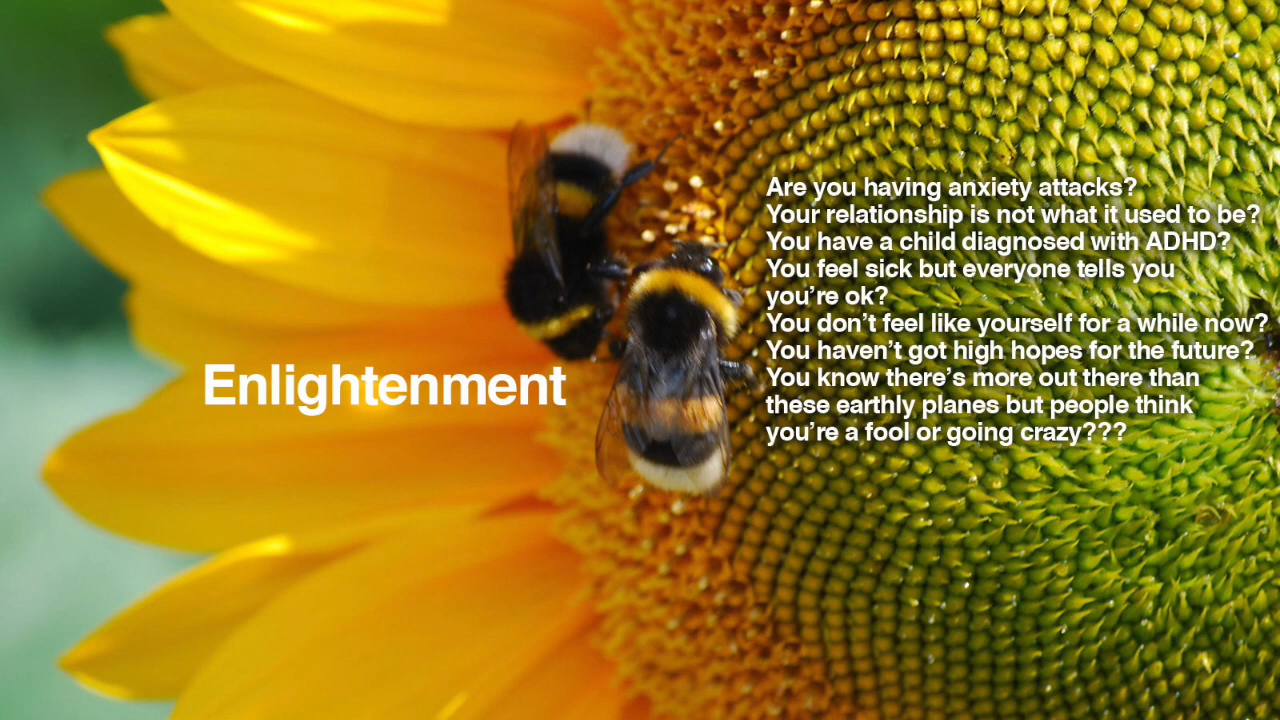 Enlightenment
Are you having anxiety attacks?
Your relationship is not what it used to be?
You have a child diagnosed with ADHD?
You feel sick but everyone tells you
you’re ok?
You don’t feel like yourself for a while now?
You haven’t got high hopes for the future?
You know there’s more out there than
these earthly planes but people think
you’re a fool or going crazy???